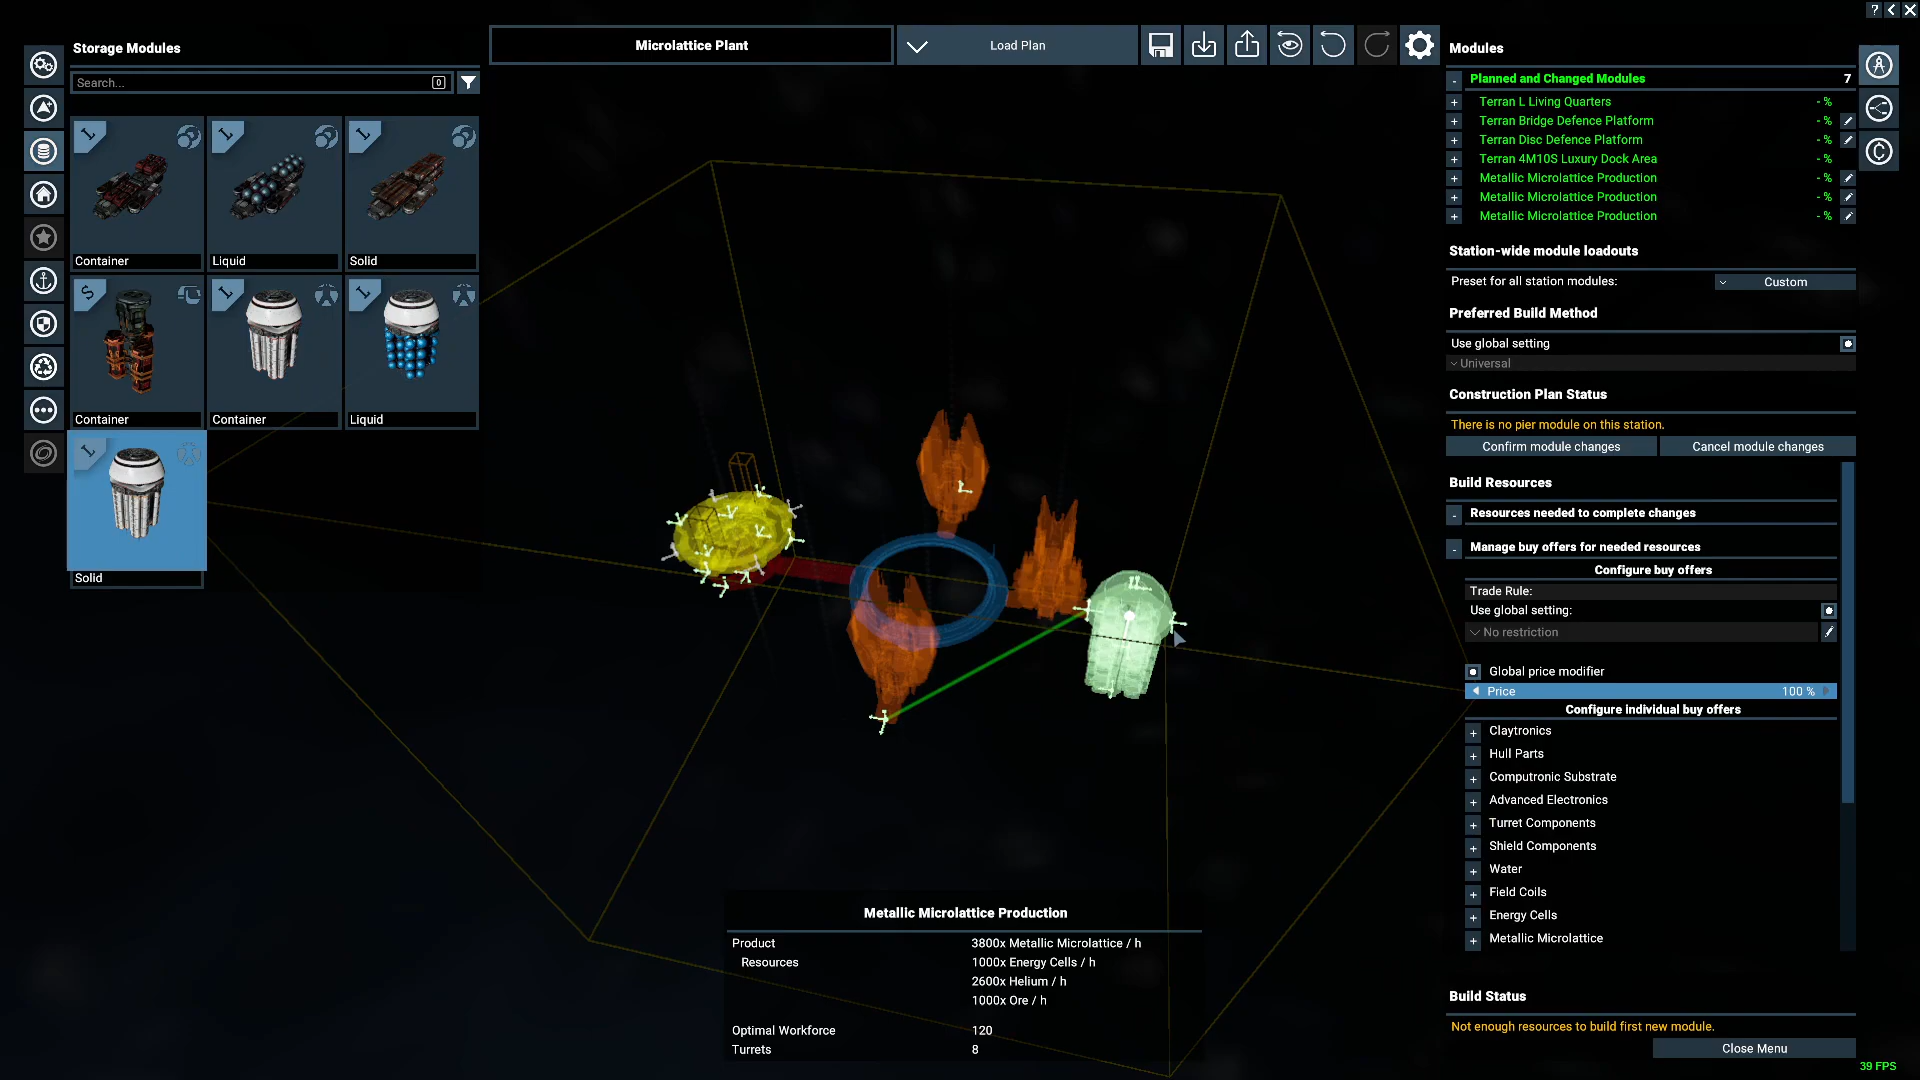 Storage Modules
Search...
0
L
L
L
Container
Liquid
Solid
S
L
L
Container
Container
Liquid
L
Solid
Microlattice Plant
Load Plan
?
Modules
- Planned and Changed Modules 7
+ Terran L Living Quarters - %
+ Terran Bridge Defence Platform - %
+ Terran Disc Defence Platform - %
+ Terran 4M10S Luxury Dock Area - %
+ Metallic Microlattice Production - %
+ Metallic Microlattice Production - %
+ Metallic Microlattice Production - %
Station-wide module loadouts
Preset for all station modules: Custom
Preferred Build Method
Use global setting
Universal
Construction Plan Status
There is no pier module on this station.
Confirm module changes Cancel module changes
Build Resources
- Resources needed to complete changes
- Manage buy offers for needed resources
Configure buy offers
Trade Rule:
Use global setting:
No restriction
Global price modifier
Price 100 %
Configure individual buy offers
+ Claytronics
+ Hull Parts
+ Computronic Substrate
+ Advanced Electronics
+ Turret Components
+ Shield Components
+ Water
+ Field Coils
+ Energy Cells
+ Metallic Microlattice
Metallic Microlattice Production
Product 3800x Metallic Microlattice / h
Resources 1000x Energy Cells / h
2600x Helium / h
1000x Ore / h
Optimal Workforce 120
Turrets 8
Build Status
Not enough resources to build first new module.
Close Menu
39 FPS